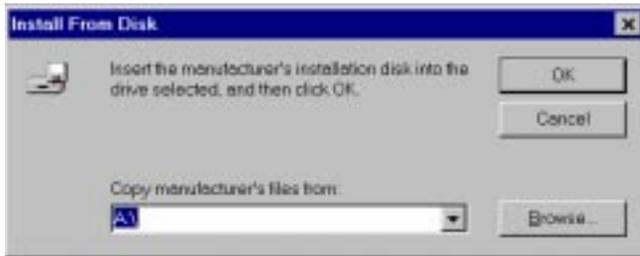 Install From Disk
Insert the manufacturer's installation disk into the
drive selected, and then click OK.
OK
Cancel
Copy manufacturer's files from:
A:\
Browse...